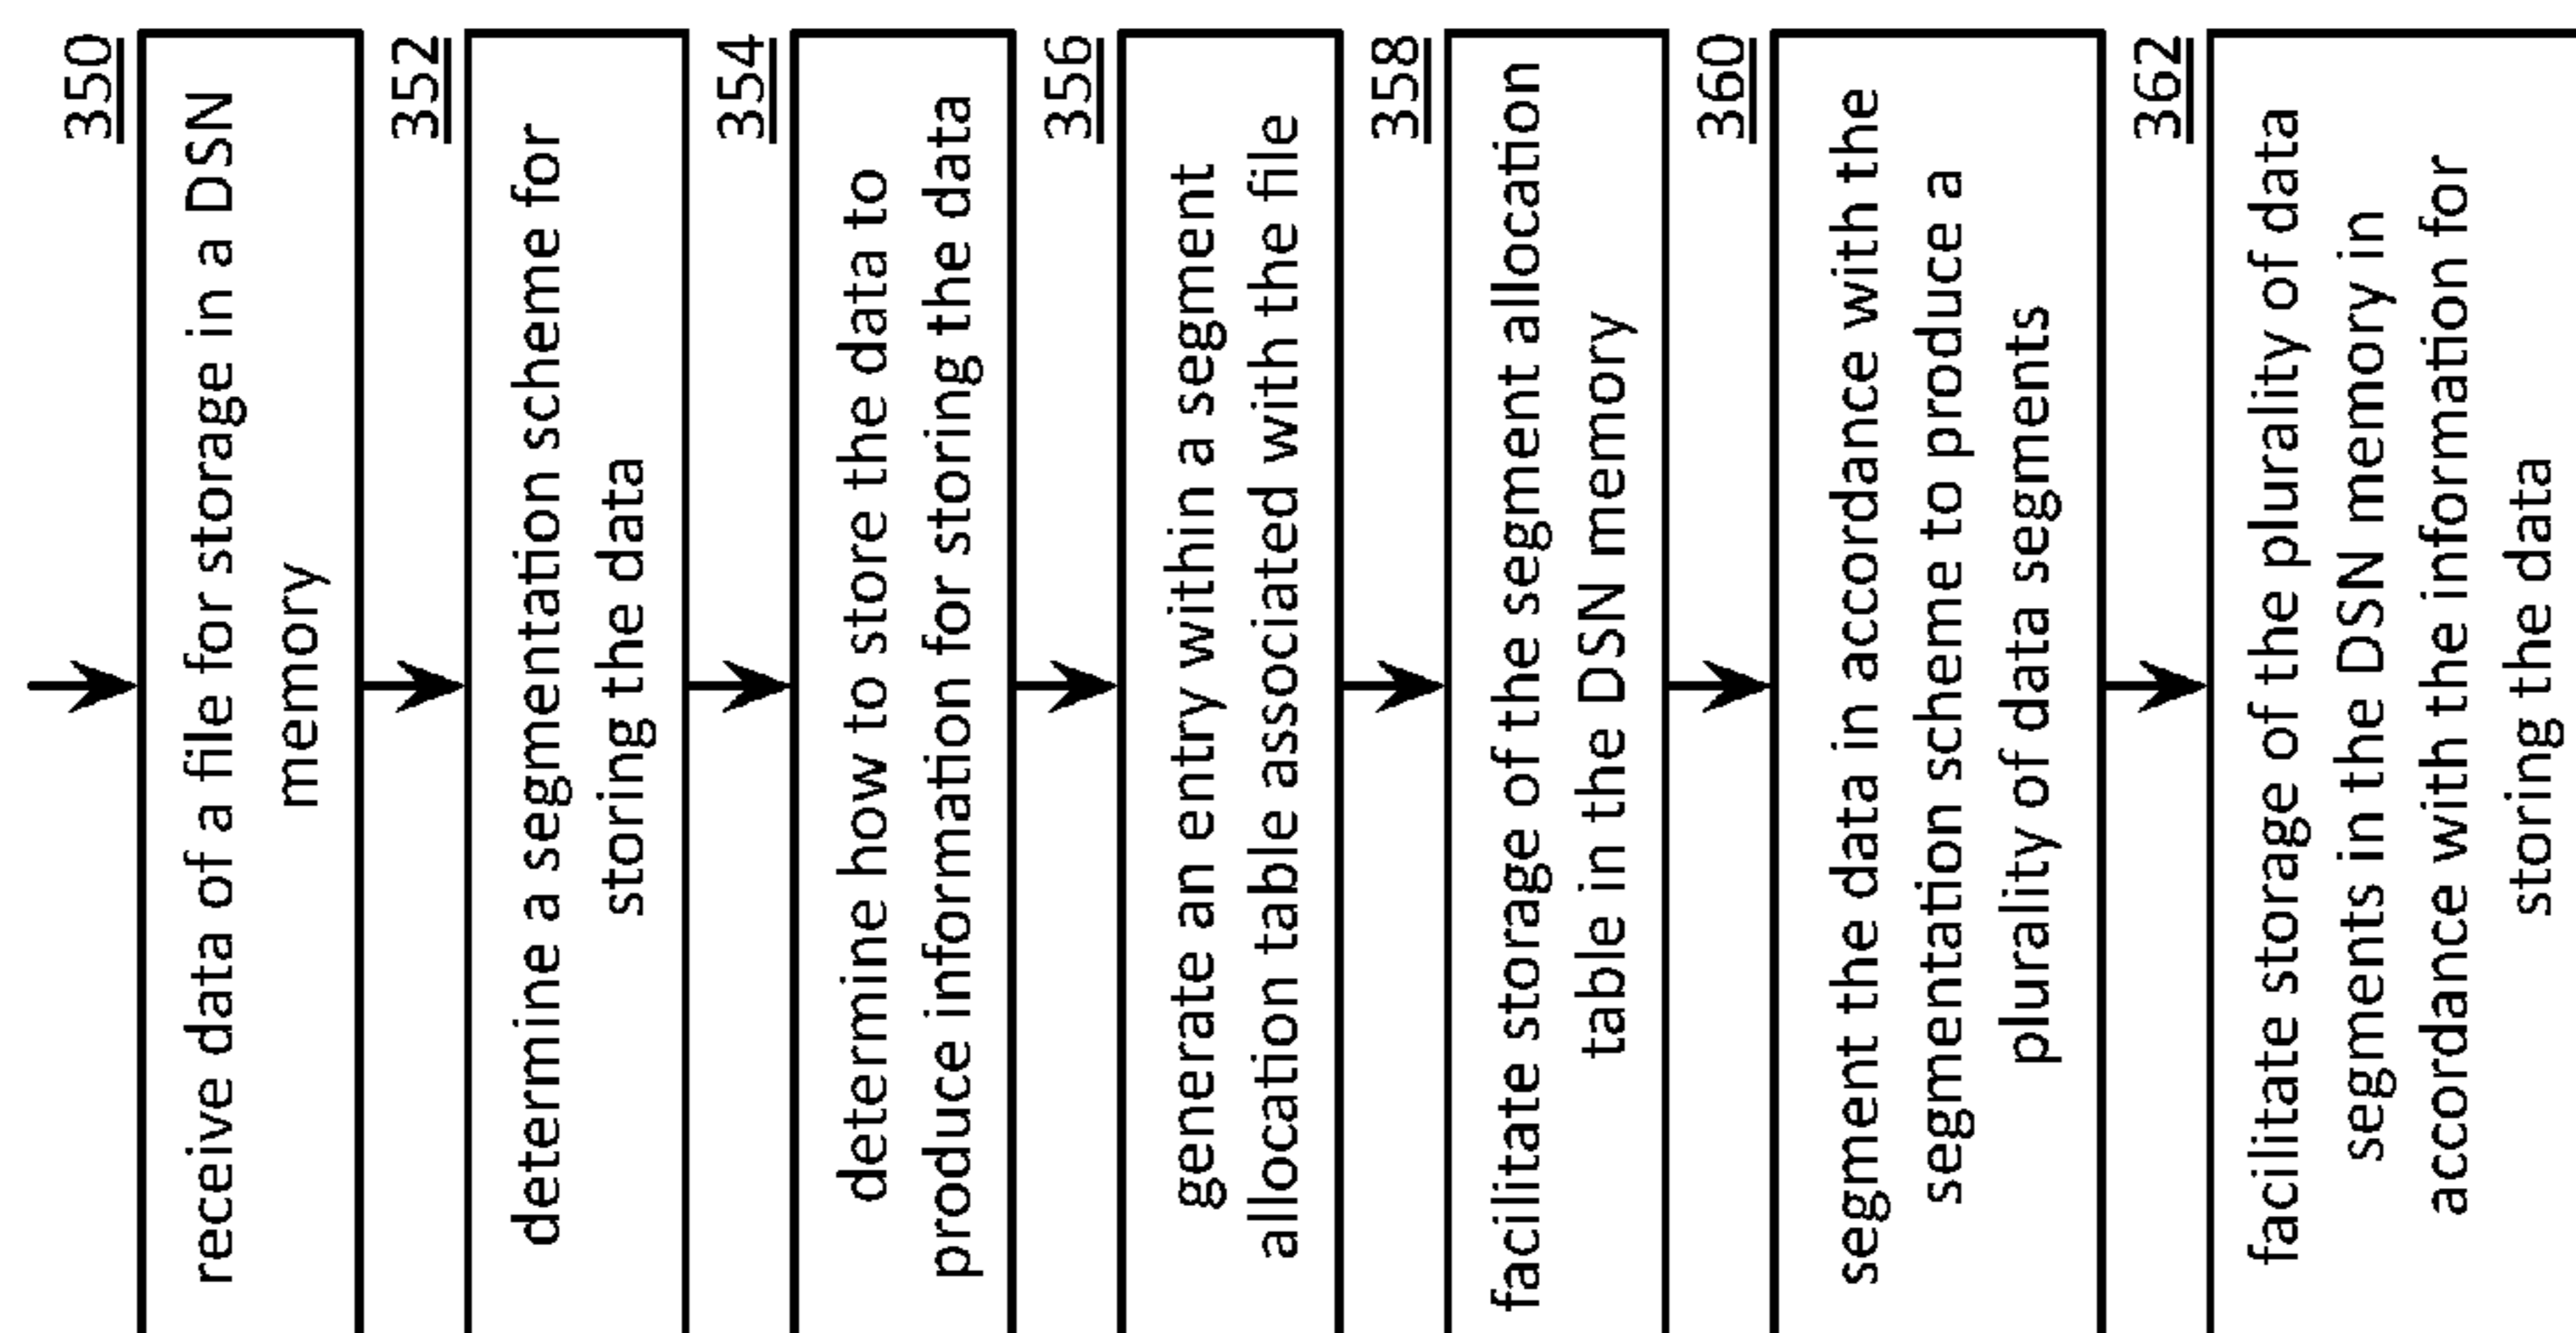 350
receive data of a file for storage in a DSN
memory
352
determine a segmentation scheme for
storing the data
354
determine how to store the data to
produce information for storing the data
356
generate an entry within a segment
allocation table associated with the file
358
facilitate storage of the segment allocation
table in the DSN memory
360
segment the data in accordance with the
segmentation scheme to produce a
plurality of data segments
362
facilitate storage of the plurality of data
segments in the DSN memory in
accordance with the information for
storing the data